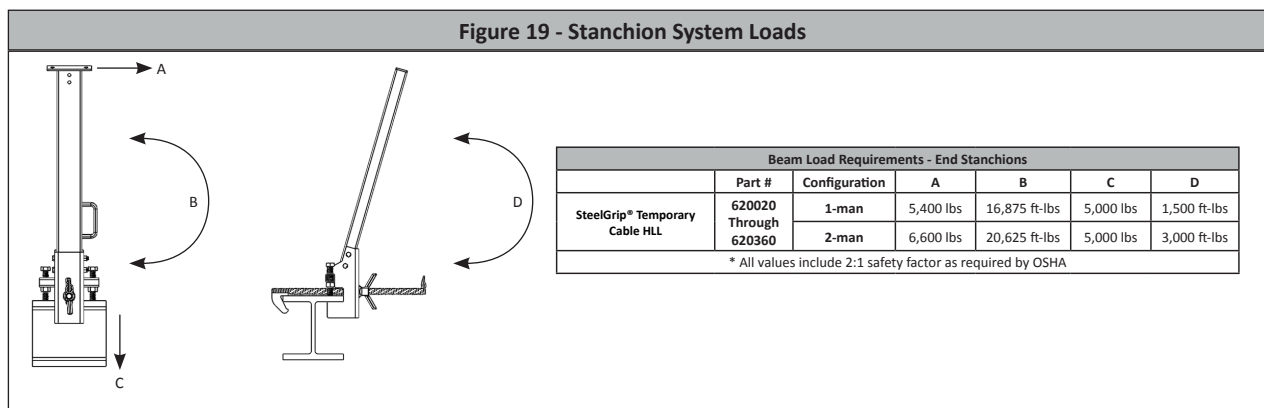 Figure 19 - Stanchion System Loads
A
B
C
D
Beam Load Requirements - End Stanchions
Part # Configuration A B C D
SteelGrip® Temporary Cable HLL
620020 Through 620360
1-man 5,400 lbs 16,875 ft-lbs 5,000 lbs 1,500 ft-lbs
2-man 6,600 lbs 20,625 ft-lbs 5,000 lbs 3,000 ft-lbs
* All values include 2:1 safety factor as required by OSHA